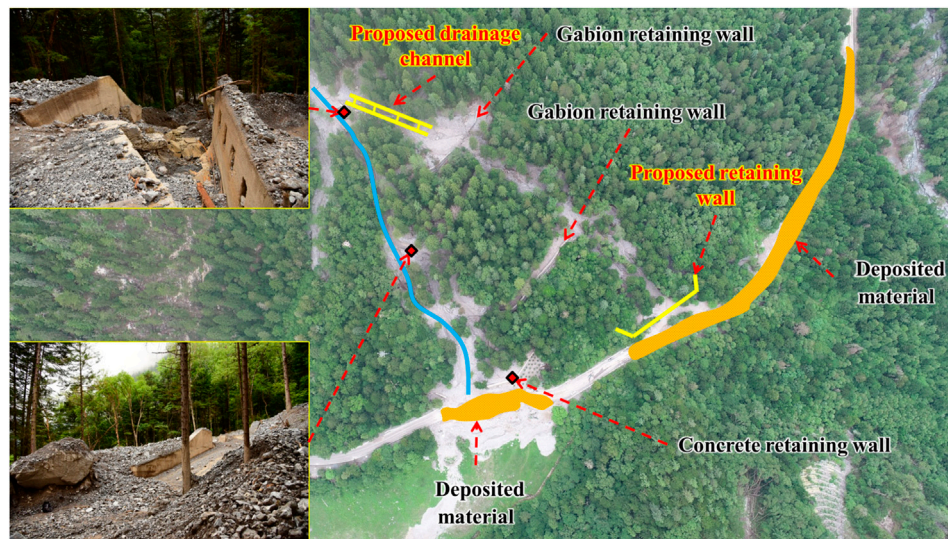 Proposed drainage
channel
Gabion retaining wall
Gabion retaining wall
Proposed retaining
wall
Deposited
material
Concrete retaining wall
Deposited
material